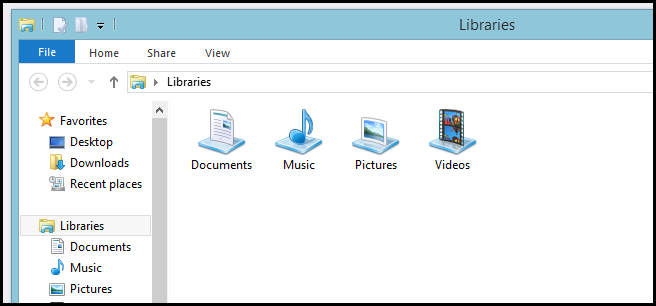 Libraries
File Home Share View
Libraries
Favorites
Desktop
Downloads
Recent places
Libraries
Documents
Music
Pictures
Documents Music Pictures Videos